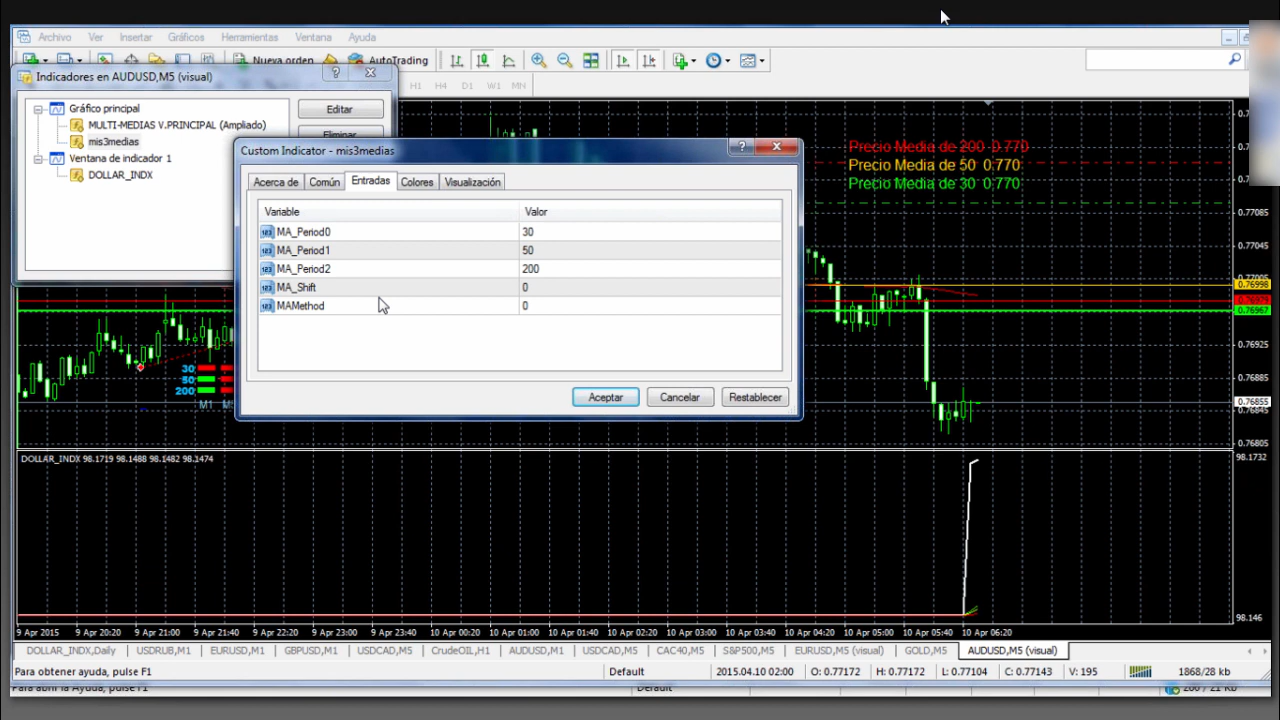 Archivo Ver Insertar Gráficos Herramientas Ventana Ayuda
Nueva orden AutoTrading
Indicadores en AUDUSD,M5 (visual)
H1 H4 D1 W1 MN
Gráfico principal
MULTI-MEDIAS V.PRINCIPAL (Ampliado)
mis3medias
Ventana de indicador 1
DOLLAR_INDX
Editar
Eliminar
Custom Indicator - mis3medias
Acerca de Común Entradas Colores Visualización
Variable Valor
MA_Period0 30
MA_Period1 50
MA_Period2 200
MA_Shift 0
MAMethod 0
Aceptar Cancelar Restablecer
Precio Media de 200 0.770
Precio Media de 50 0.770
Precio Media de 30 0.770
0.77085
0.77045
0.77005
0.76998
0.76979
0.76967
0.76925
0.76885
0.76855
0.76845
0.76805
30
50
200
M1
DOLLAR_INDX 98.1719 98.1488 98.1482 98.1474
98.1732
98.146
9 Apr 2015 9 Apr 20:20 9 Apr 21:00 9 Apr 21:40 9 Apr 22:20 9 Apr 23:00 9 Apr 23:40 10 Apr 00:20 10 Apr 01:00 10 Apr 01:40 10 Apr 02:20 10 Apr 03:00 10 Apr 03:40 10 Apr 04:20 10 Apr 05:00 10 Apr 05:40 10 Apr 06:20
DOLLAR_INDX,Daily USDRUB,M1 EURUSD,M1 GBPUSD,M1 USDCAD,M5 CrudeOIL,H1 AUDUSD,M1 USDCAD,M5 CAC40,M5 S&P500,M5 EURUSD,M5 (visual) GOLD,M5 AUDUSD,M5 (visual)
Para obtener ayuda, pulse F1 Default 2015.04.10 02:00 O: 0.77172 H: 0.77172 L: 0.77104 C: 0.77143 V: 195 1868/28 kb
Para abrir la Ayuda, pulse F1 Default 200 / 21 Kb